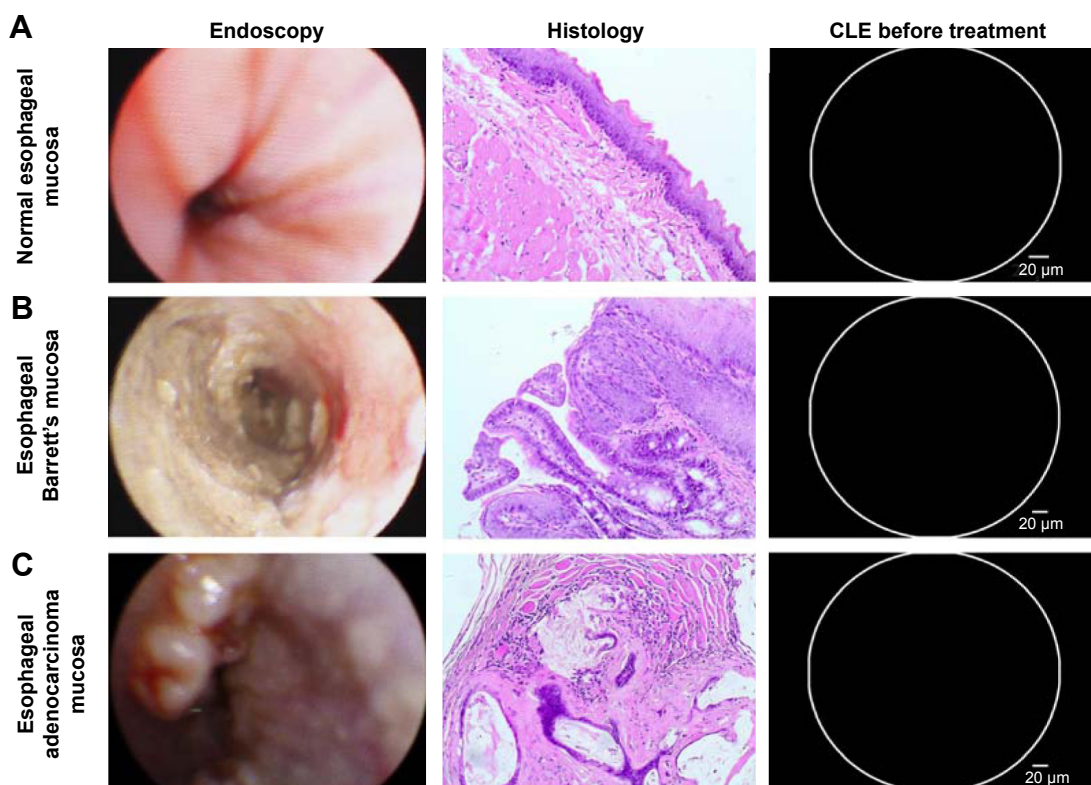 A
Endoscopy
Histology
CLE before treatment
Normal esophageal
mucosa
20 µm
B
Esophageal
Barrett's mucosa
20 µm
C
Esophageal
adenocarcinoma
mucosa
20 µm